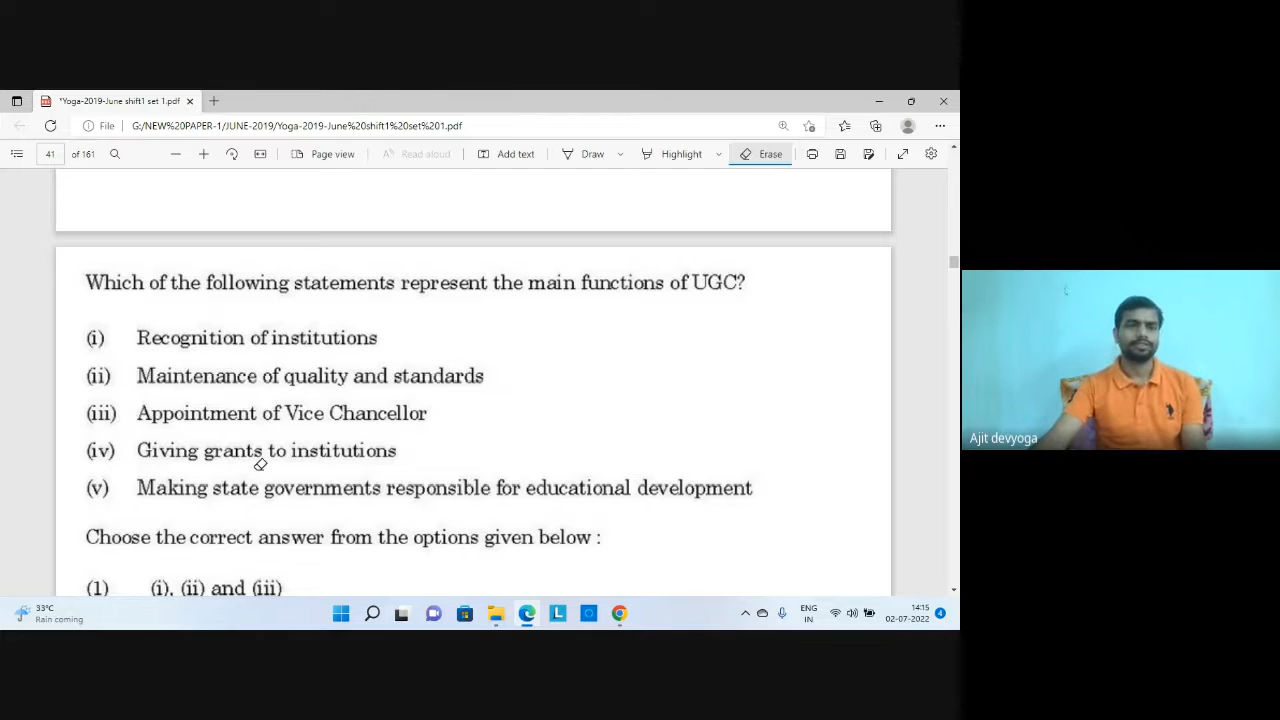 *Yoga-2019-June shift1 set 1.pdf
File G:/NEW%20PAPER-1/JUNE-2019/Yoga-2019-June%20shift1%20set%201.pdf
41 of 161 Page view Read aloud Add text Draw Highlight Erase
Which of the following statements represent the main functions of UGC?
(i) Recognition of institutions
(ii) Maintenance of quality and standards
(iii) Appointment of Vice Chancellor
(iv) Giving grants to institutions
(v) Making state governments responsible for educational development
Choose the correct answer from the options given below :
(1) (i), (ii) and (iii)
Ajit devyoga
33°C
Rain coming
ENG
IN
14:15
02-07-2022
4